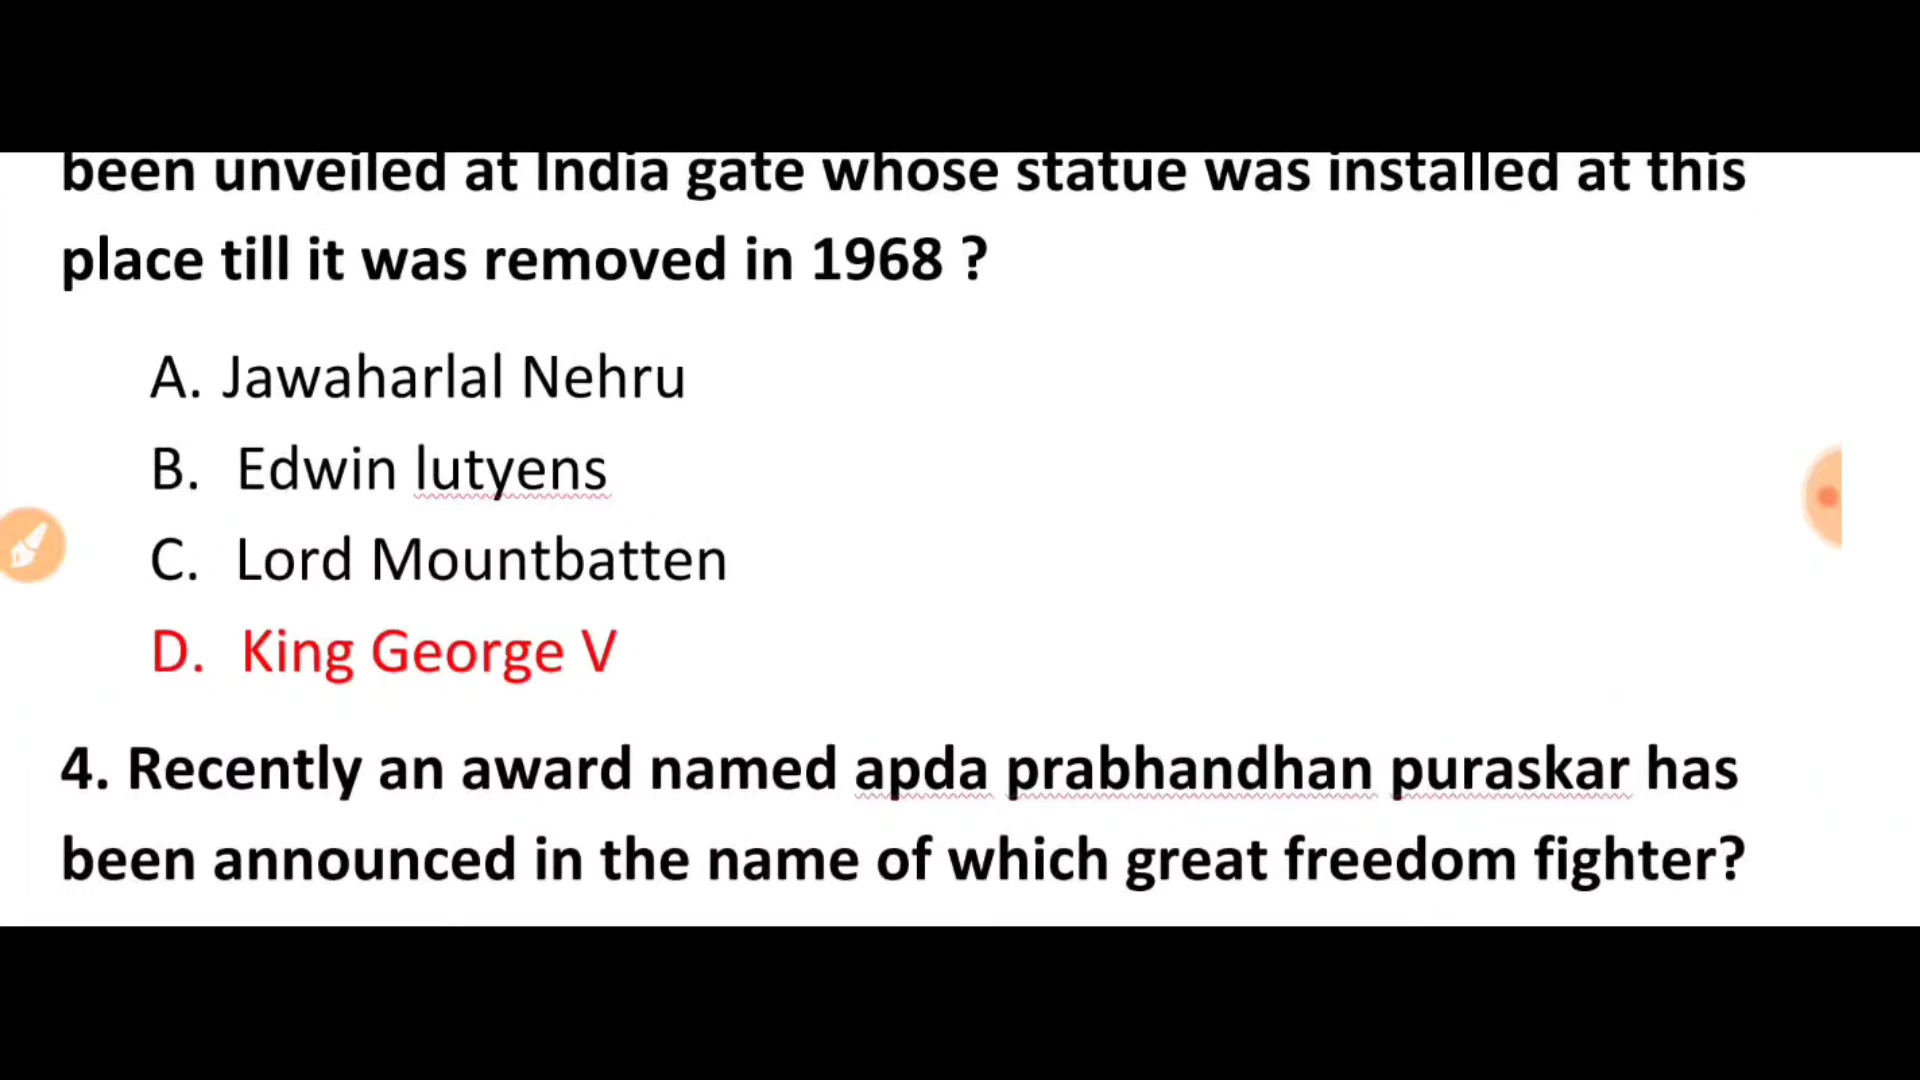 been unveiled at India gate whose statue was installed at this
place till it was removed in 1968 ?
A. Jawaharlal Nehru
B. Edwin lutyens
C. Lord Mountbatten
D. King George V
4. Recently an award named apda prabhandhan puraskar has
been announced in the name of which great freedom fighter?